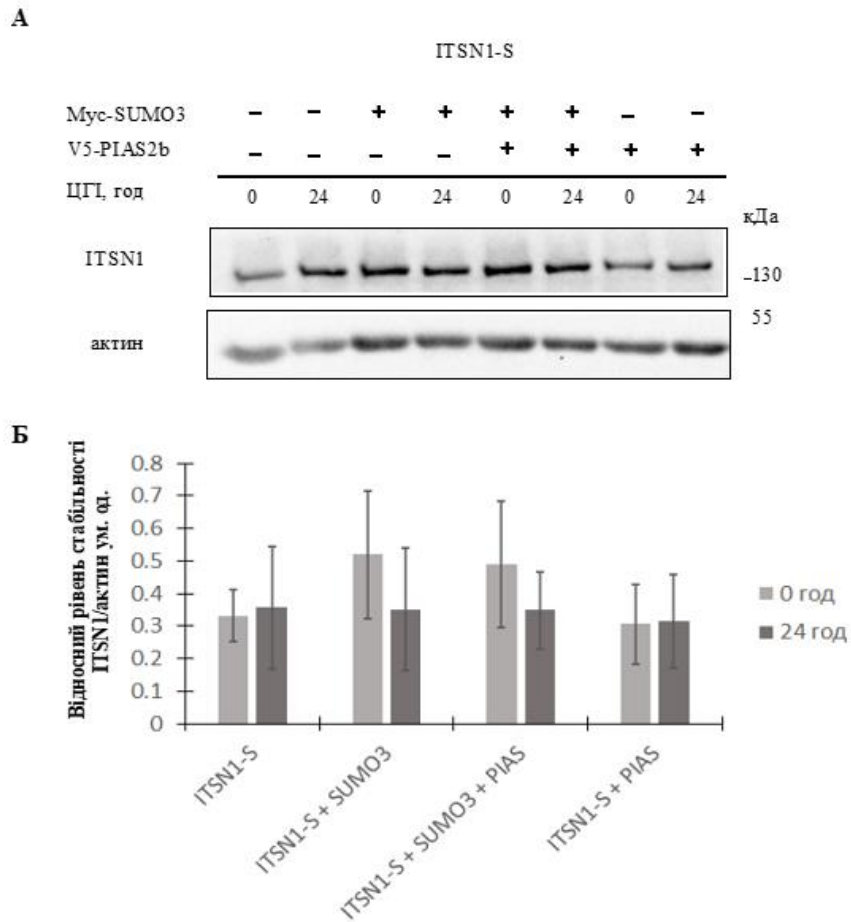 А
ITSN1-S
Myc-SUMO3 – – + + + + – –
V5-PIAS2b – – – – + + + +
ЦГІ, год 0 24 0 24 0 24 0 24
кДа
ITSN1
–130
55
актин
Б
Відносний рівень стабільності
ITSN1/актин ум. од.
0.8
0.7
0.6
0.5
0.4
0.3
0.2
0.1
0
0 год
24 год
ITSN1-S
ITSN1-S + SUMO3
ITSN1-S + SUMO3 + PIAS
ITSN1-S + PIAS